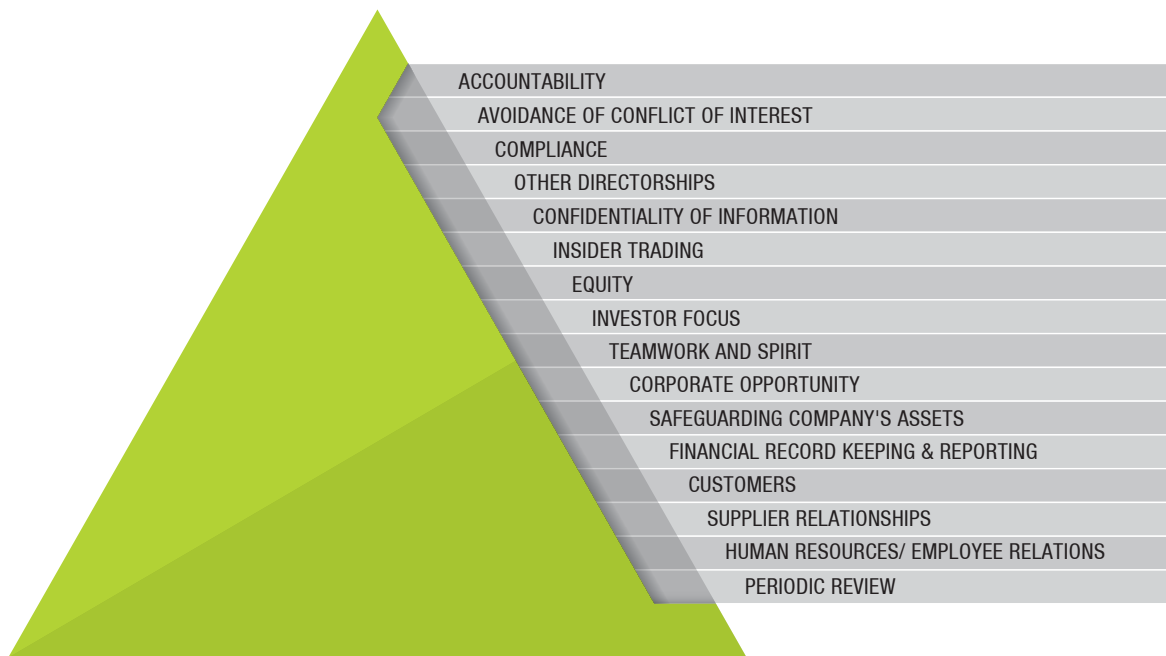 ACCOUNTABILITY
AVOIDANCE OF CONFLICT OF INTEREST
COMPLIANCE
OTHER DIRECTORSHIPS
CONFIDENTIALITY OF INFORMATION
INSIDER TRADING
EQUITY
INVESTOR FOCUS
TEAMWORK AND SPIRIT
CORPORATE OPPORTUNITY
SAFEGUARDING COMPANY'S ASSETS
FINANCIAL RECORD KEEPING & REPORTING
CUSTOMERS
SUPPLIER RELATIONSHIPS
HUMAN RESOURCES/ EMPLOYEE RELATIONS
PERIODIC REVIEW